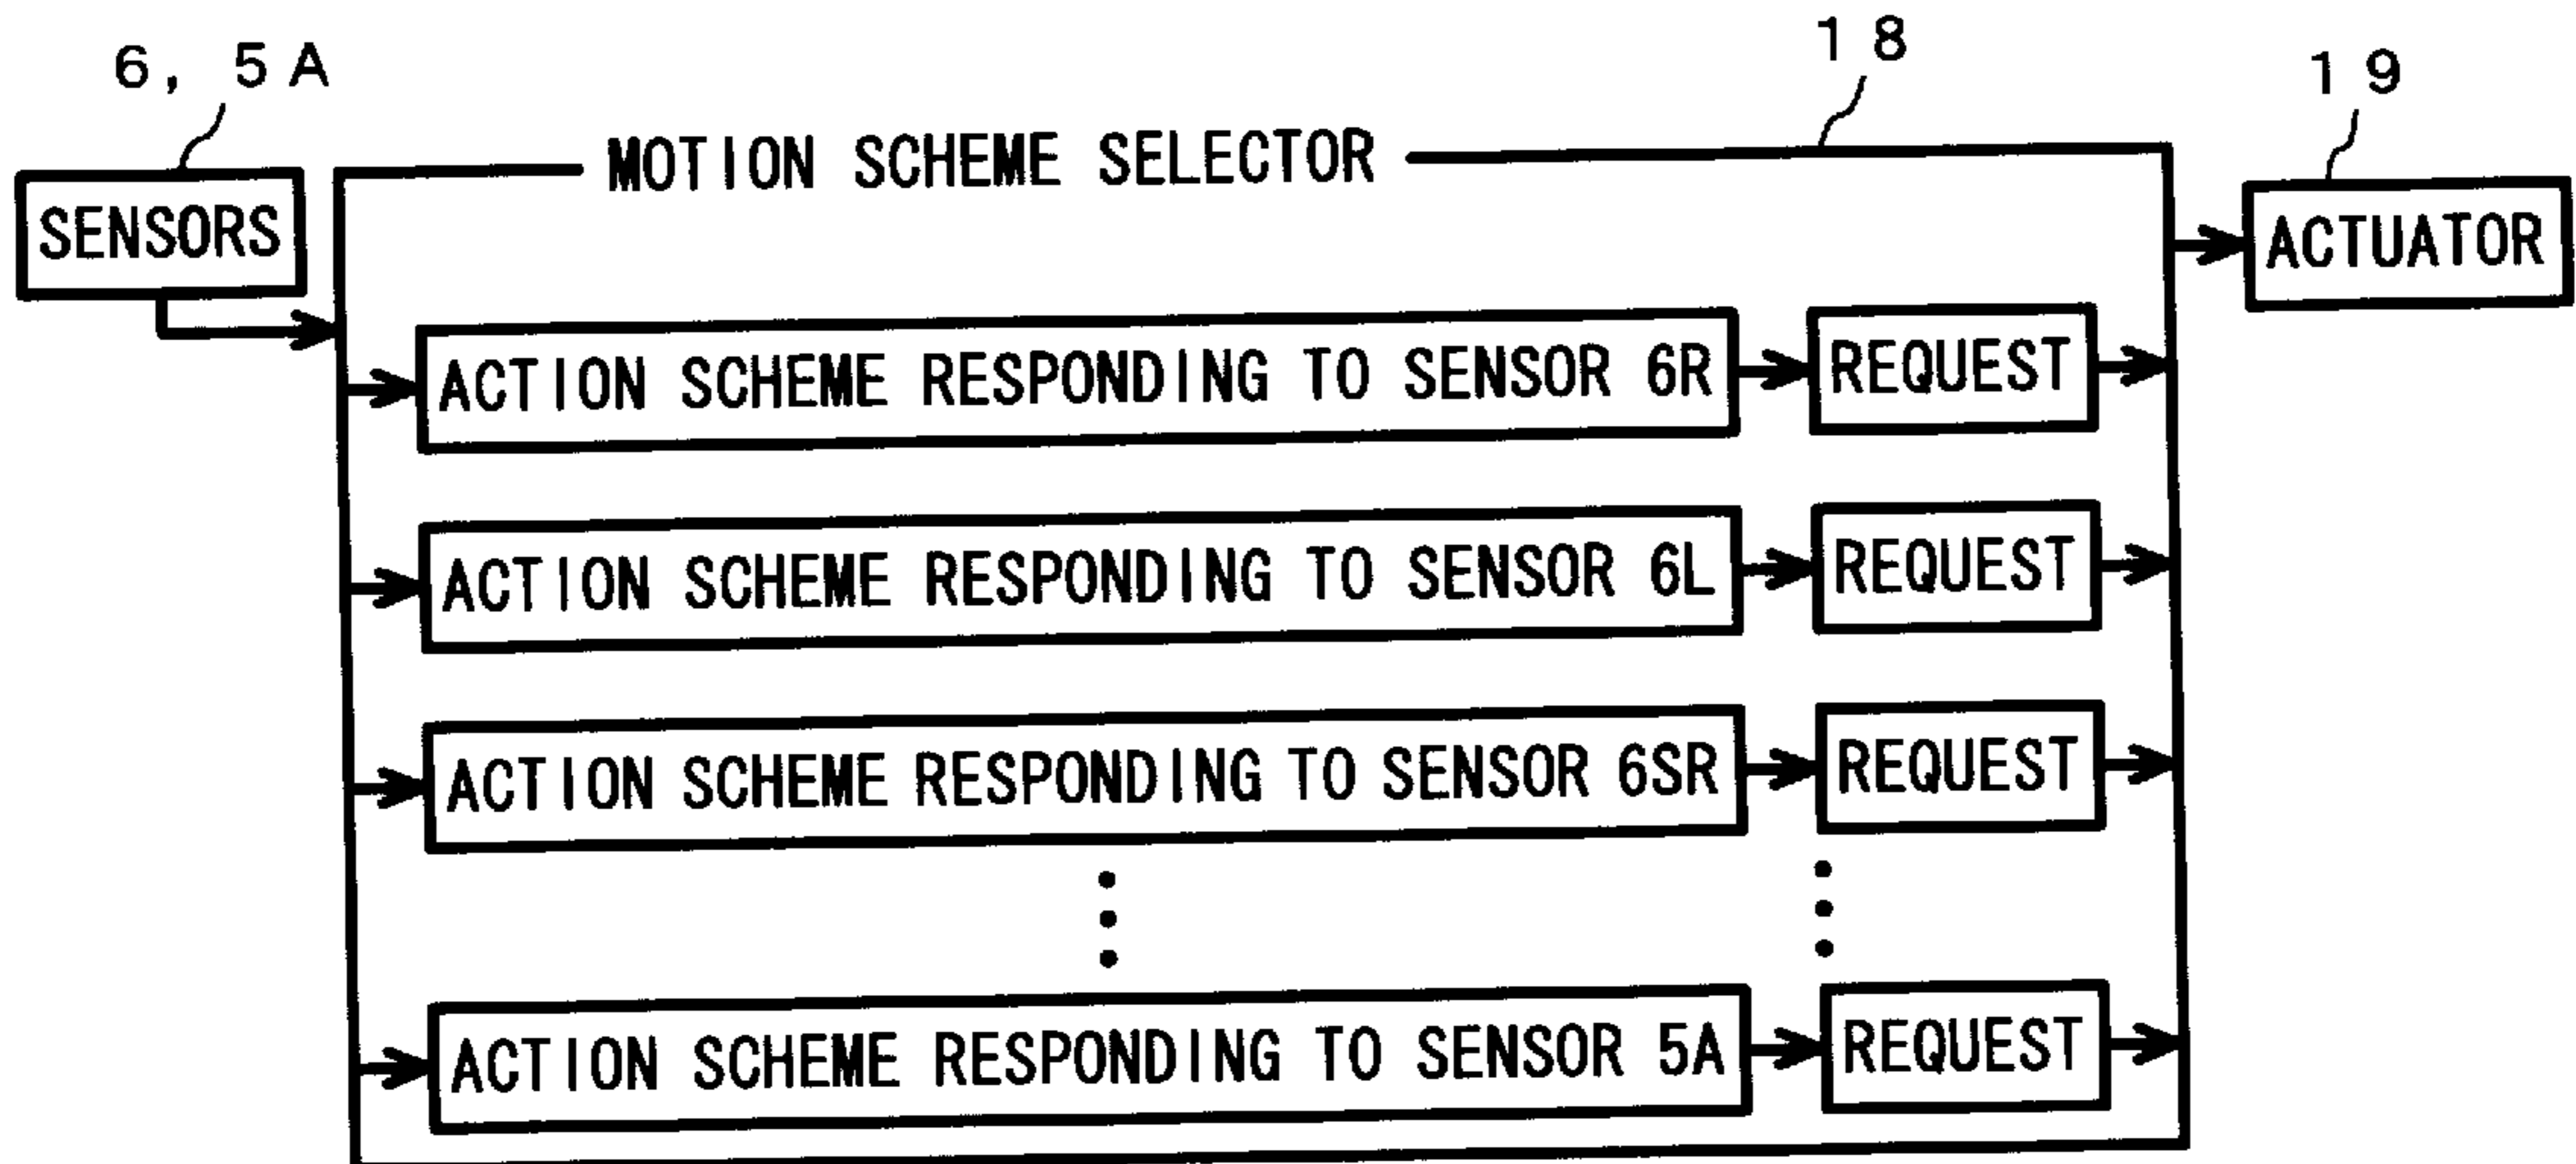 6, 5A
18
19
MOTION SCHEME SELECTOR
SENSORS
ACTUATOR
ACTION SCHEME RESPONDING TO SENSOR 6R
REQUEST
ACTION SCHEME RESPONDING TO SENSOR 6L
REQUEST
ACTION SCHEME RESPONDING TO SENSOR 6SR
REQUEST
ACTION SCHEME RESPONDING TO SENSOR 5A
REQUEST